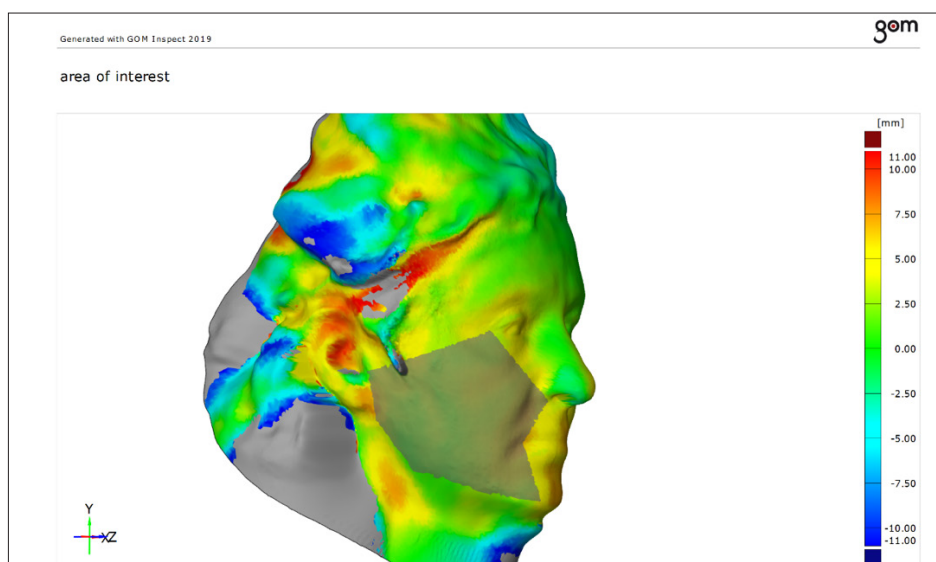 Generated with GOM Inspect 2019
gom
area of interest
[mm]
11.00
10.00
7.50
5.00
2.50
0.00
-2.50
-5.00
-7.50
-10.00
-11.00
Y
XZ